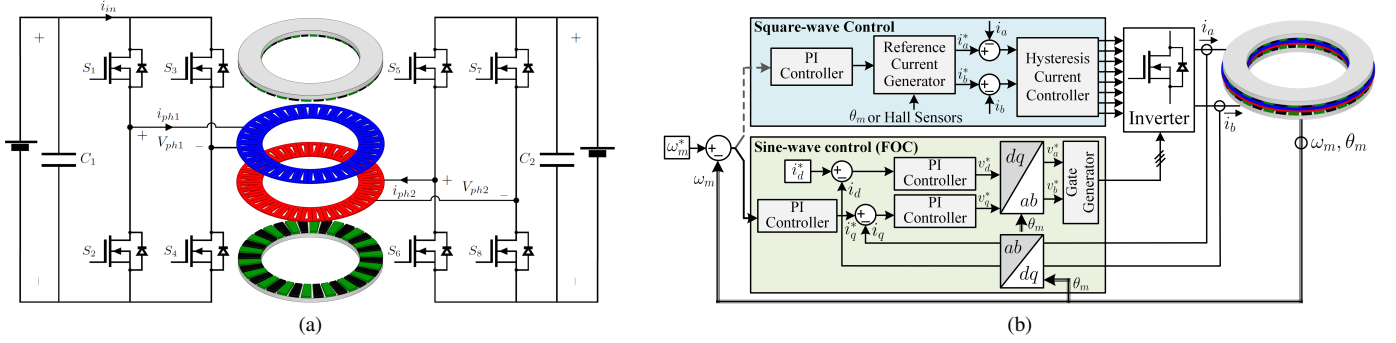 i_in
+
+
S_1
S_3
S_5
S_7
i_ph1
+
V_ph1
-
C_1
C_2
+
V_ph2
-
i_ph2
S_2
S_4
S_6
S_8
-
-
(a)
Square-wave Control
PI
Controller
Reference
Current
Generator
i_a^*
i_a
i_b^*
i_b
Hysteresis
Current
Controller
θ_m or Hall Sensors
Inverter
i_a
i_b
ω_m, θ_m
ω_m^*
ω_m
Sine-wave control (FOC)
i_d^*
i_d
PI
Controller
v_d^*
PI
Controller
i_q^*
i_q
PI
Controller
v_q^*
dq
ab
v_a^*
v_b^*
Gate
Generator
θ_m
ab
dq
θ_m
(b)